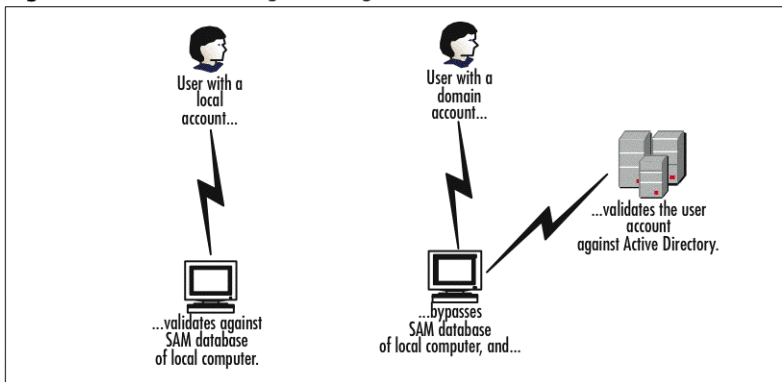 User with a
local
account...
...validates against
SAM database
of local computer.
User with a
domain
account...
...bypasses
SAM database
of local computer, and...
...validates the user
account
against Active Directory.